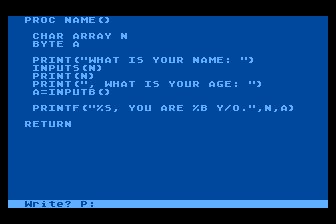 PROC NAME()
CHAR ARRAY N
BYTE A
PRINT("WHAT IS YOUR NAME: ")
INPUTS(N)
PRINT(N)
PRINT(", WHAT IS YOUR AGE: ")
A=INPUTB()
PRINTF("%S, YOU ARE %B Y/O.",N,A)
RETURN
Write? P: